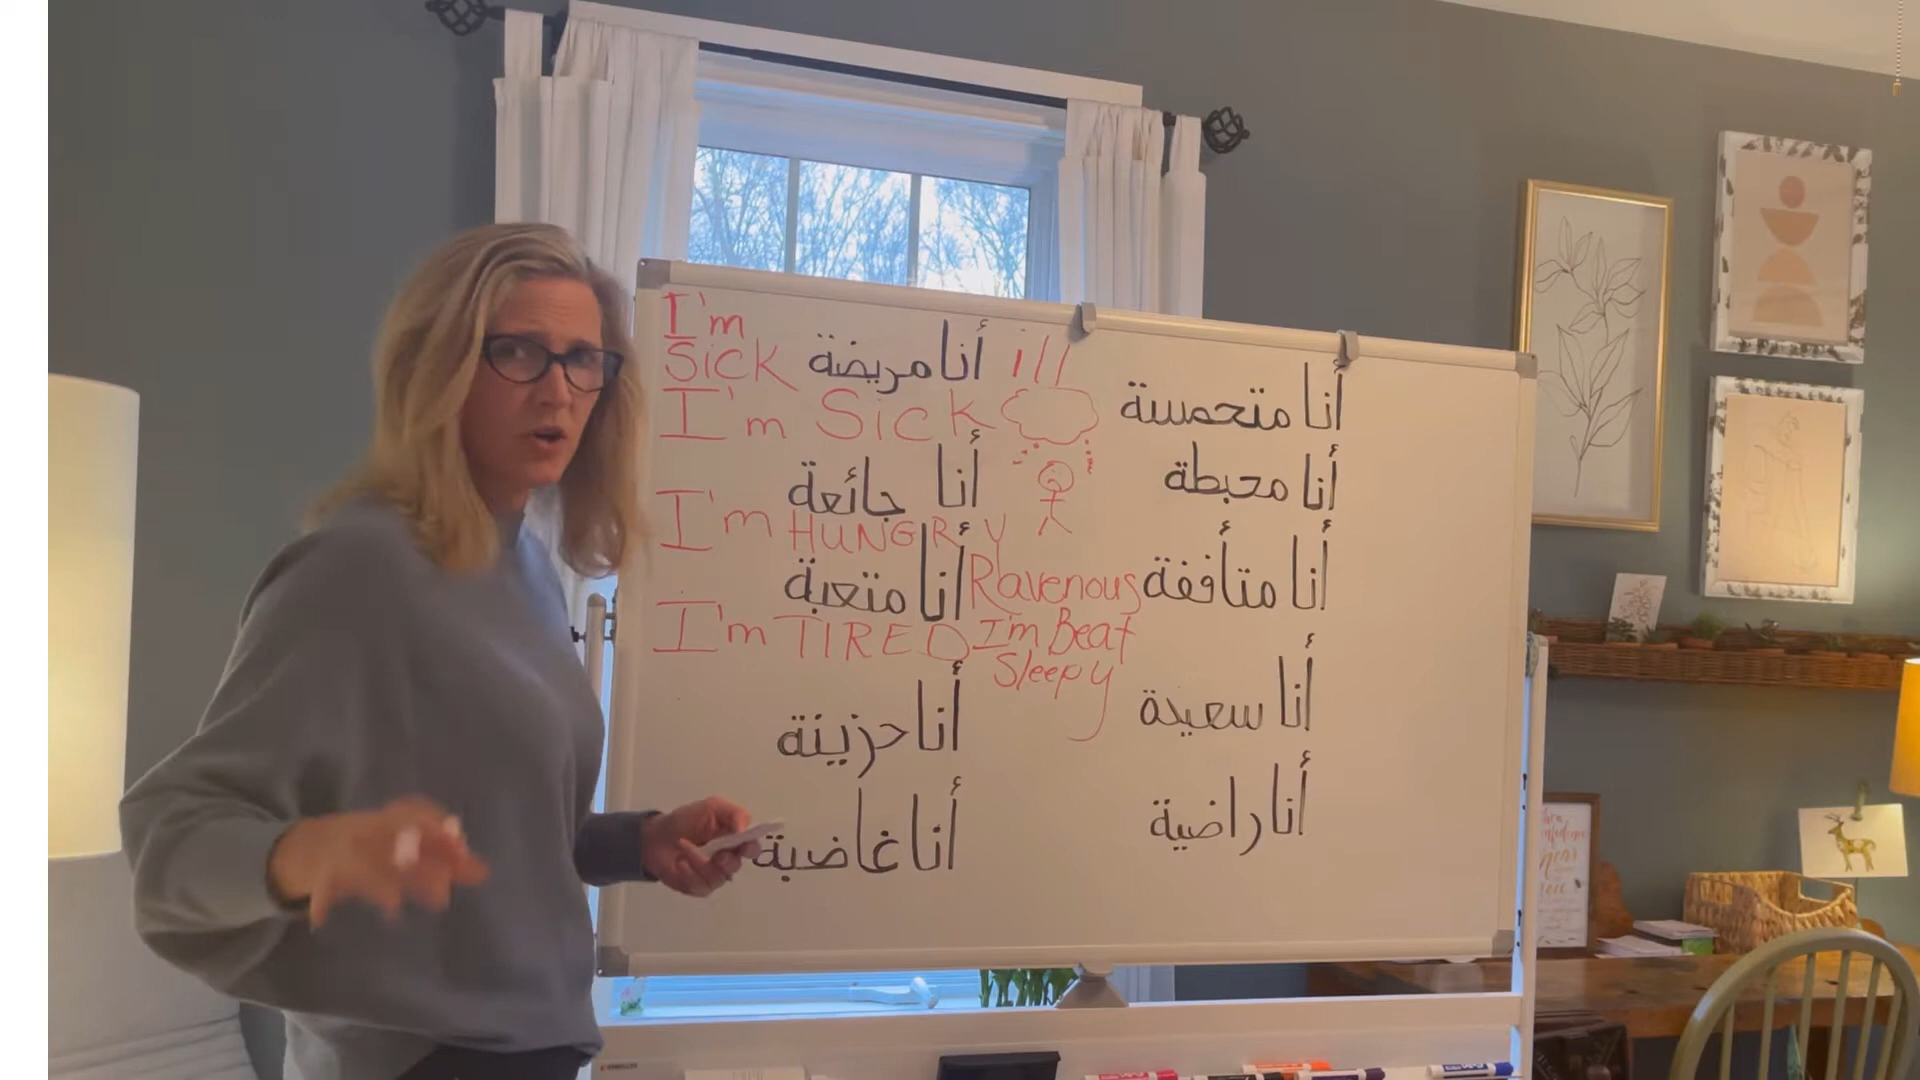 I'm
Sick أنا مريضة ill
I'm Sick
أنا جائعة
I'm HUNGRY
أنا متعبة Ravenous
I'm TIRED I'm Beat
Sleepy
أنا حزينة
أنا غاضبة
أنا متحمسة
أنا محبطة
أنا متأففة
أنا سعيدة
أنا راضية